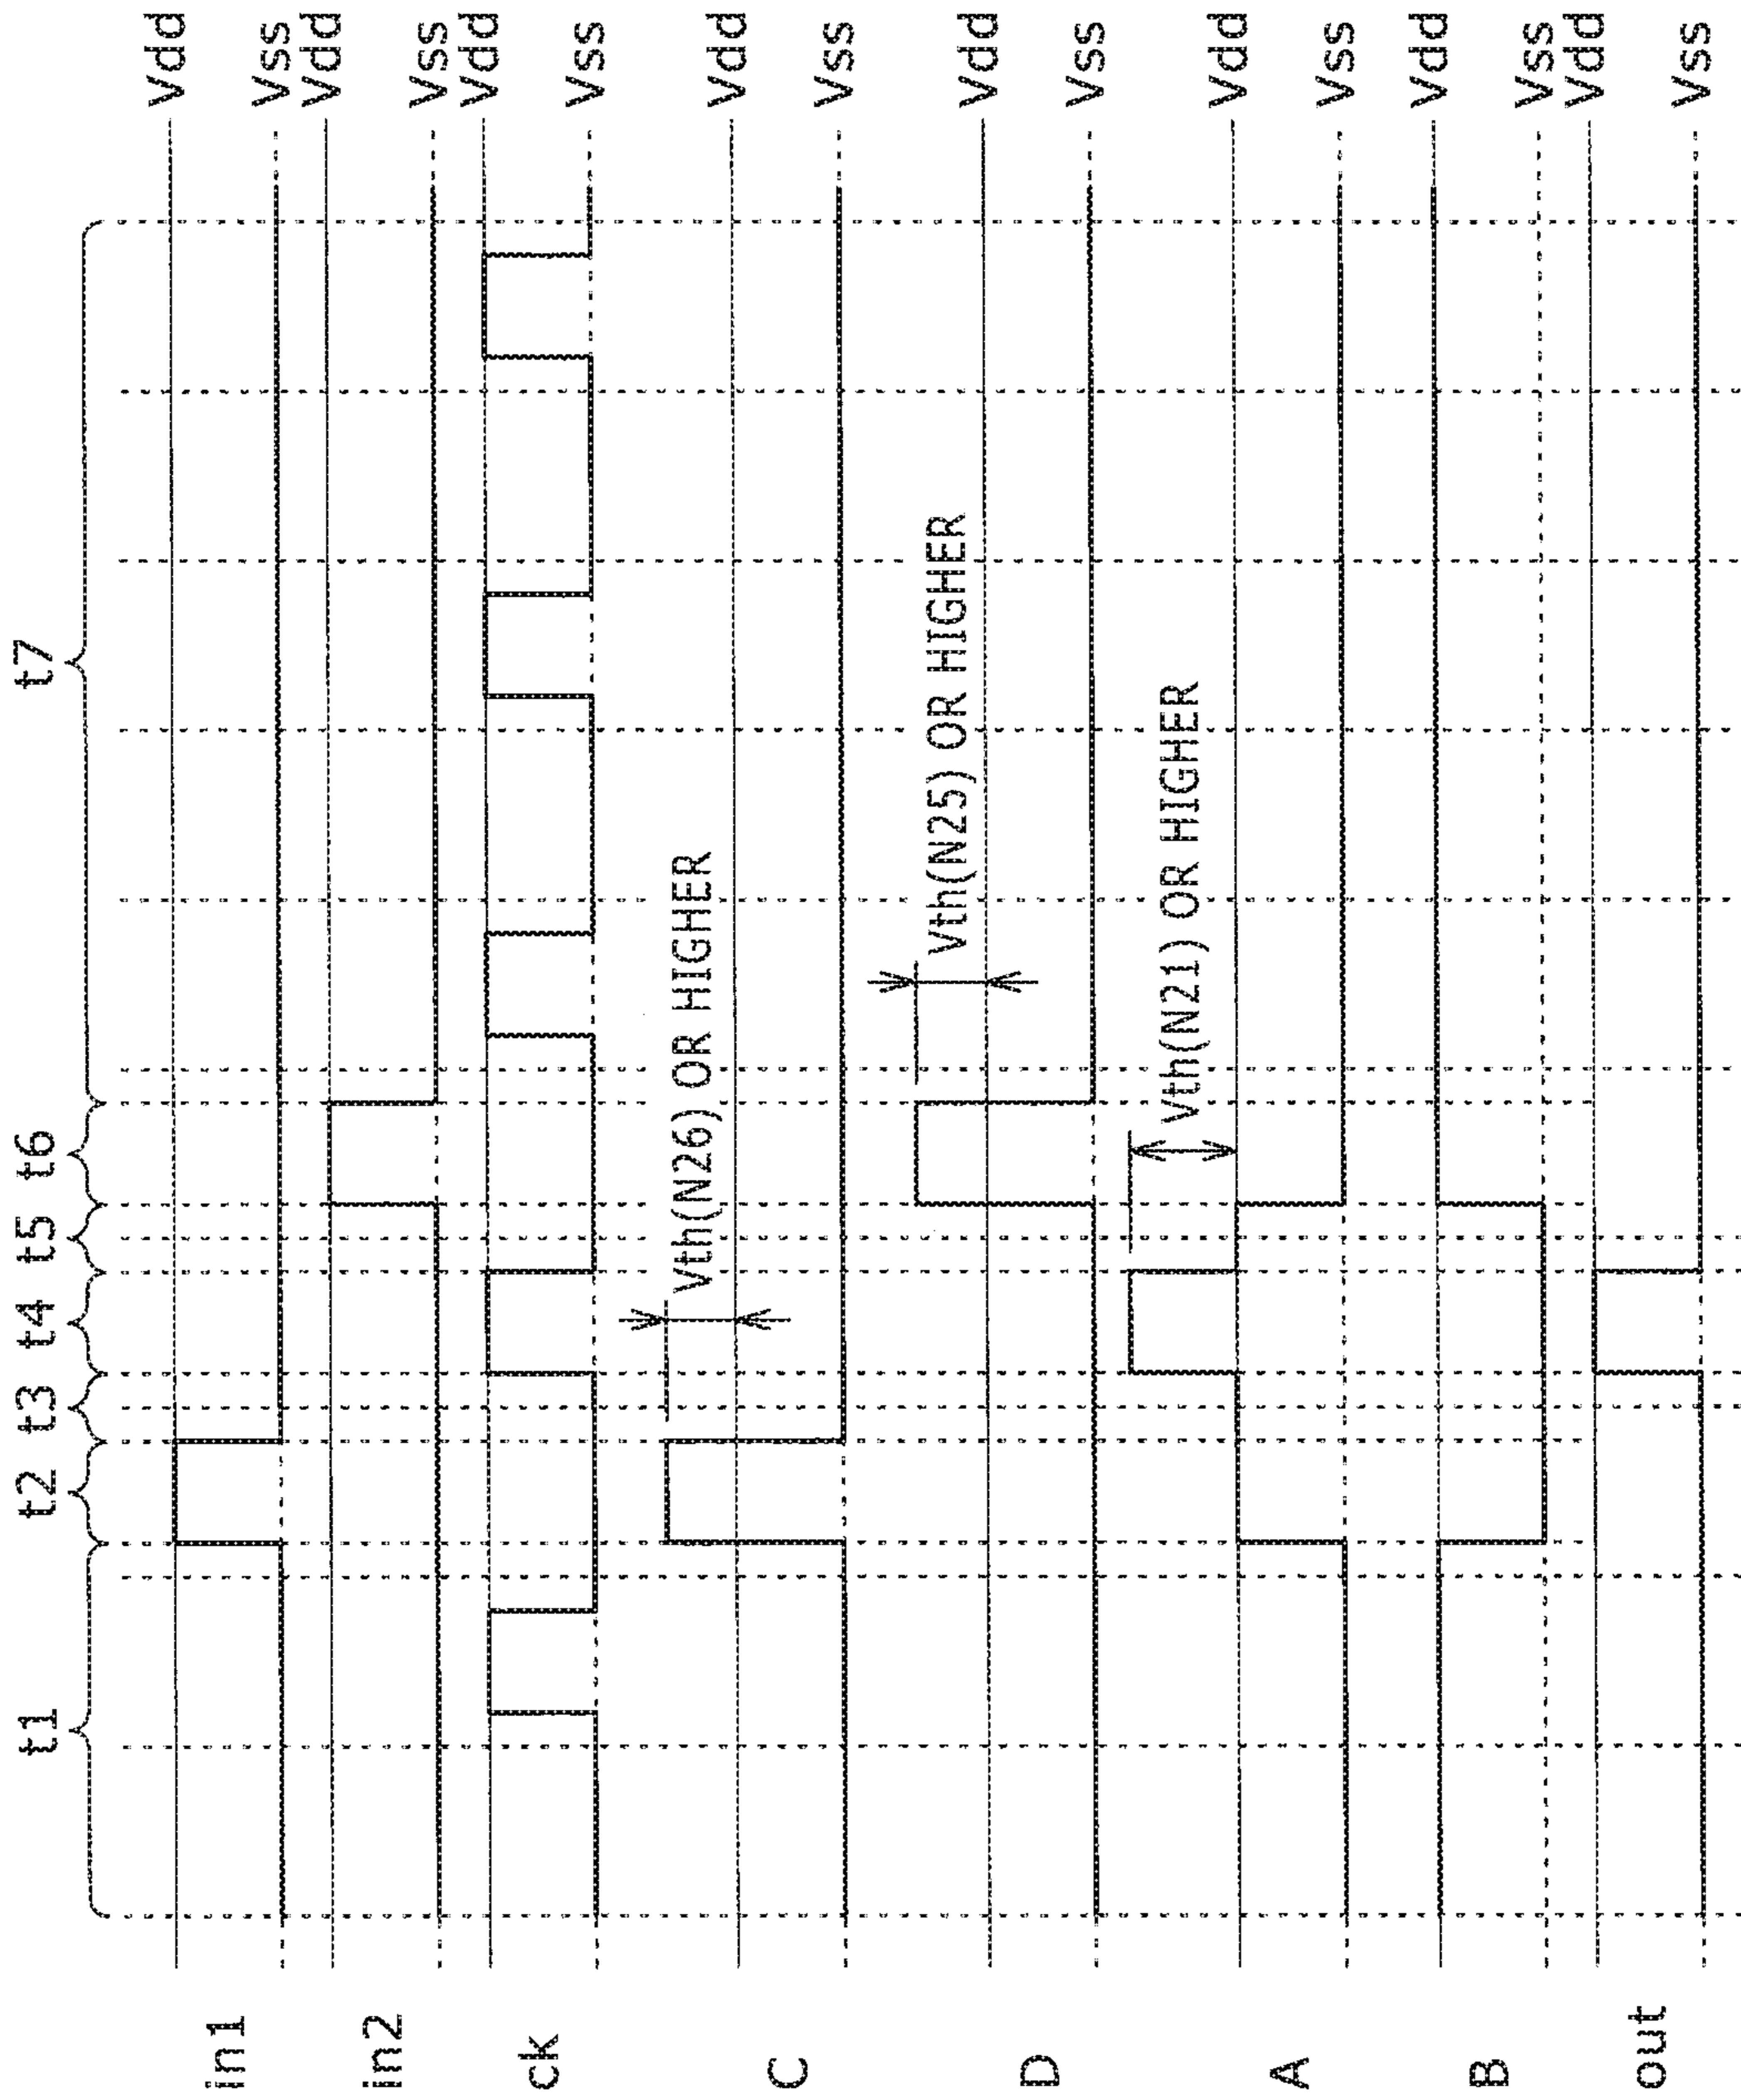 t1 t2 t3 t4 t5 t6 t7
in1 Vdd
Vss
in2 Vdd
Vss
ck Vdd
Vss
Vth(N26) OR HIGHER
C Vdd
Vss
Vth(N25) OR HIGHER
D Vdd
Vss
Vth(N21) OR HIGHER
A Vdd
Vss
B Vdd
Vss
out Vdd
Vss